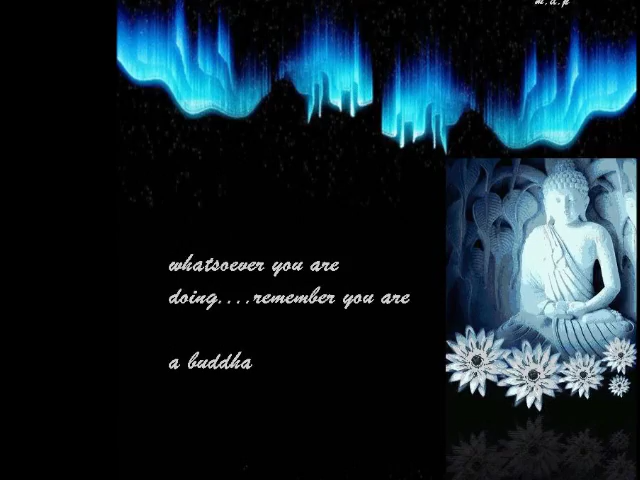 m.a.p
whatsoever you are
doing....remember you are
a buddha